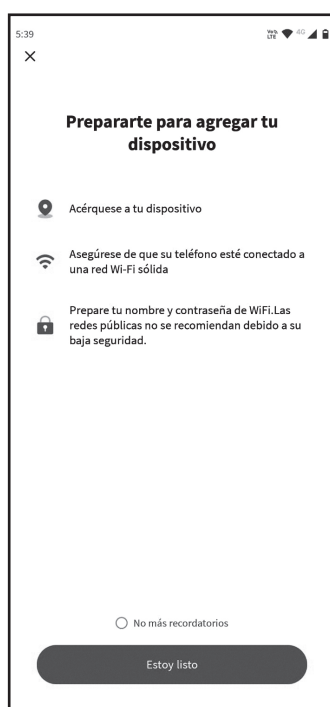 5:39
4G
Prepararte para agregar tu
dispositivo
Acérquese a tu dispositivo
Asegúrese de que su teléfono esté conectado a
una red Wi-Fi sólida
Prepare tu nombre y contraseña de WiFi.Las
redes públicas no se recomiendan debido a su
baja seguridad.
No más recordatorios
Estoy listo